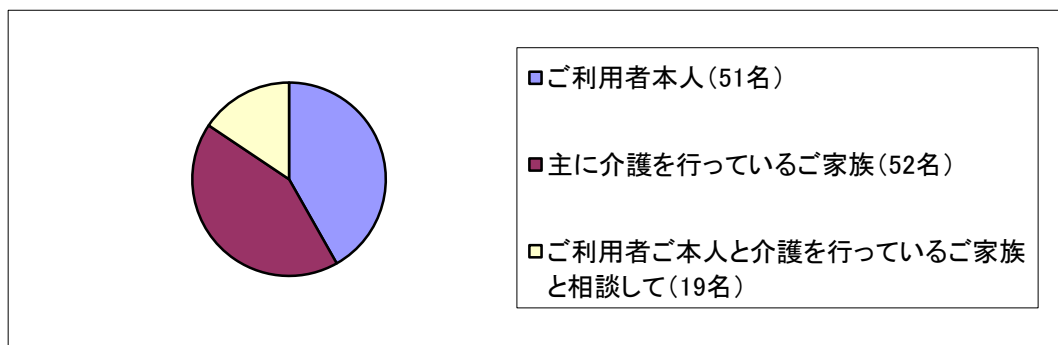 ご利用者本人(51名)
主に介護を行っているご家族(52名)
ご利用者ご本人と介護を行っているご家族
と相談して(19名)